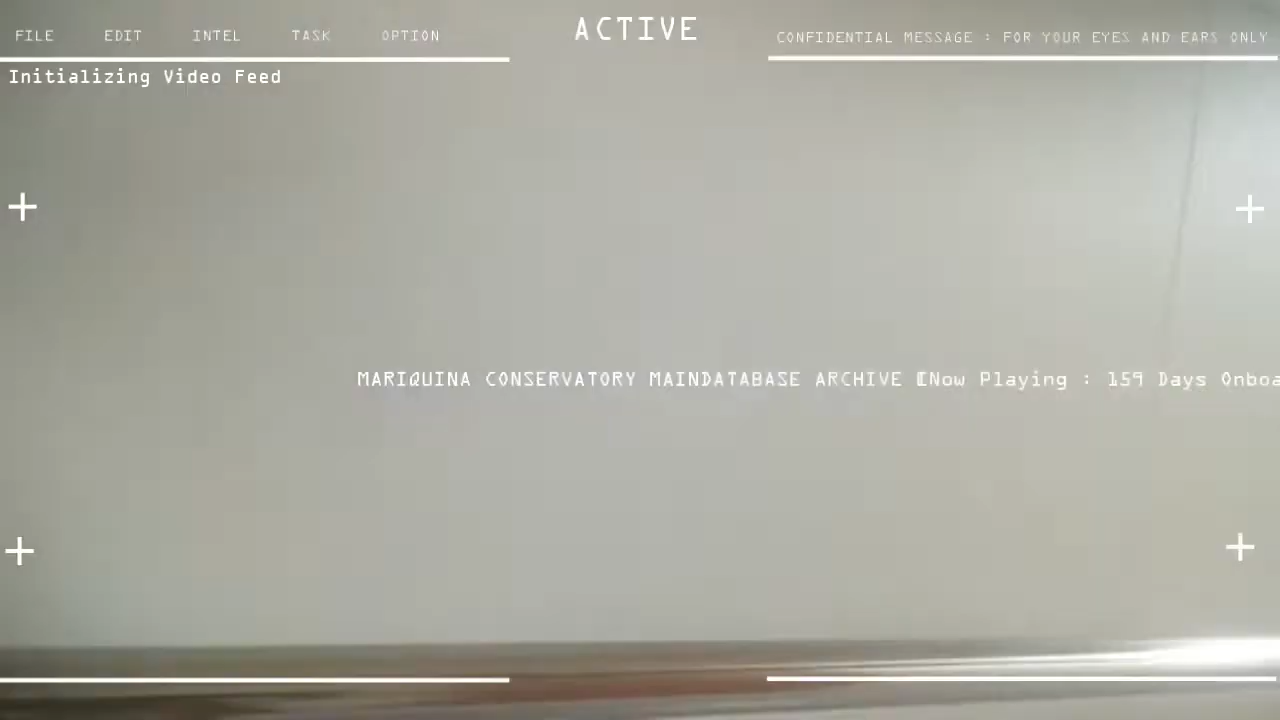 FILE EDIT INTEL TASK OPTION
ACTIVE
CONFIDENTIAL MESSAGE : FOR YOUR EYES AND EARS ONLY
Initializing Video Feed
MARIQUINA CONSERVATORY MAINDATABASE ARCHIVE [Now Playing : 159 Days Onboa